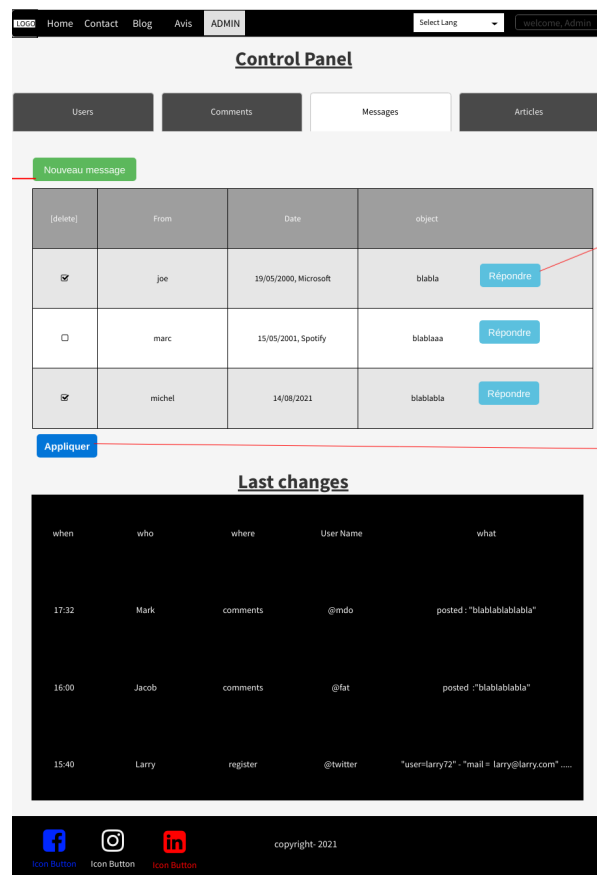 LOGO Home Contact Blog Avis ADMIN Select Lang welcome, Admin
Control Panel
Users Comments Messages Articles
Nouveau message
[delete] From Date object
joe 19/05/2000, Microsoft blabla Répondre
marc 15/05/2001, Spotify blablaaa Répondre
michel 14/08/2021 blablabla Répondre
Appliquer
Last changes
when who where User Name what
17:32 Mark comments @mdo posted : "blablablablabla"
16:00 Jacob comments @fat posted :"blablablabla"
15:40 Larry register @twitter "user=larry72" - "mail = larry@larry.com" .....
copyright- 2021
Icon Button Icon Button Icon Button